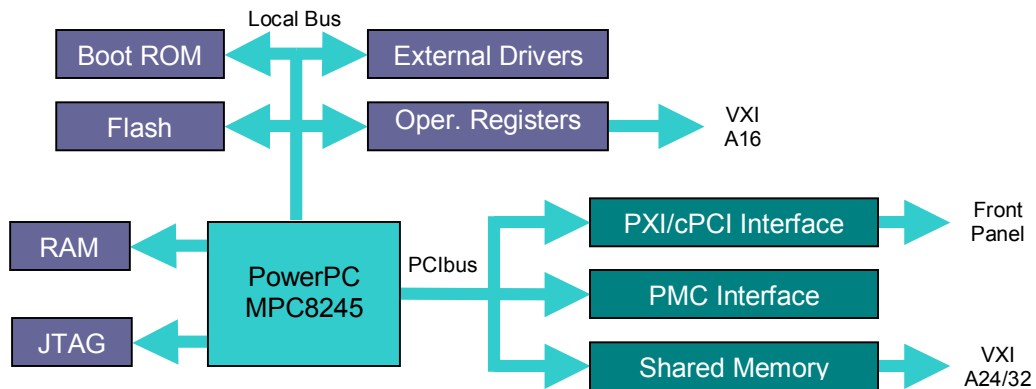 Local Bus
Boot ROM
External Drivers
Flash
Oper. Registers
VXI
A16
RAM
PowerPC
MPC8245
PCIbus
PXI/cPCI Interface
Front
Panel
PMC Interface
JTAG
Shared Memory
VXI
A24/32